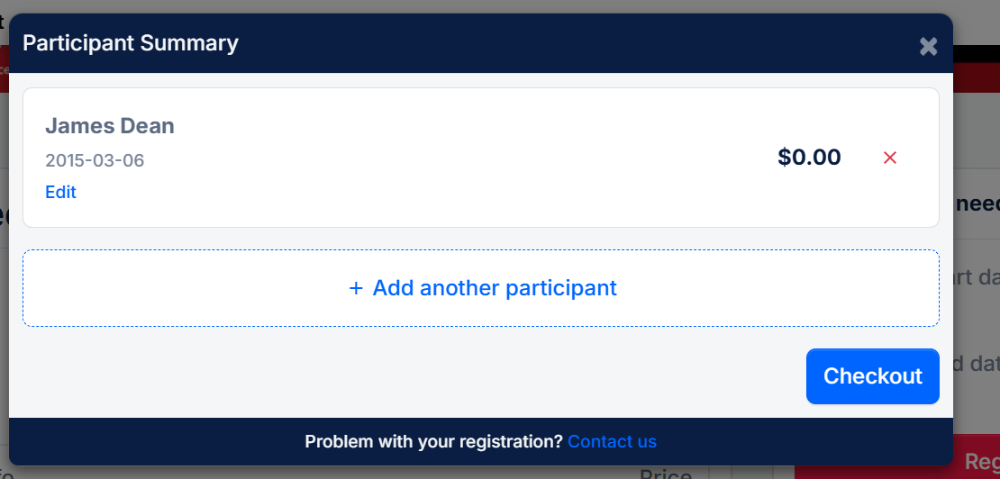 Participant Summary
James Dean
2015-03-06
$0.00
Edit
+ Add another participant
Checkout
Problem with your registration? Contact us
Price